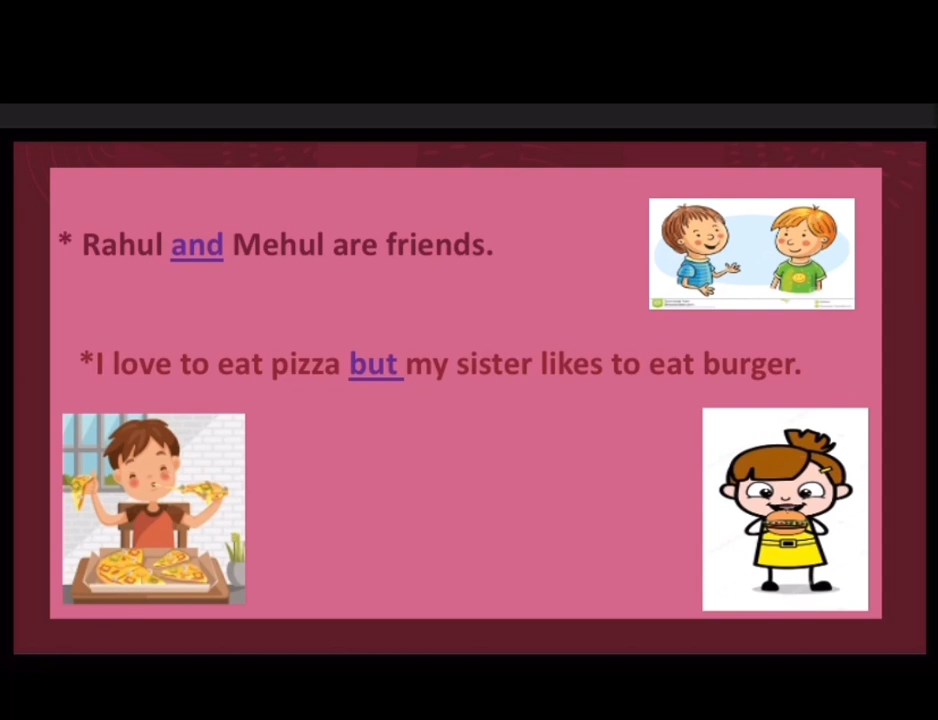 * Rahul and Mehul are friends.
*I love to eat pizza but my sister likes to eat burger.